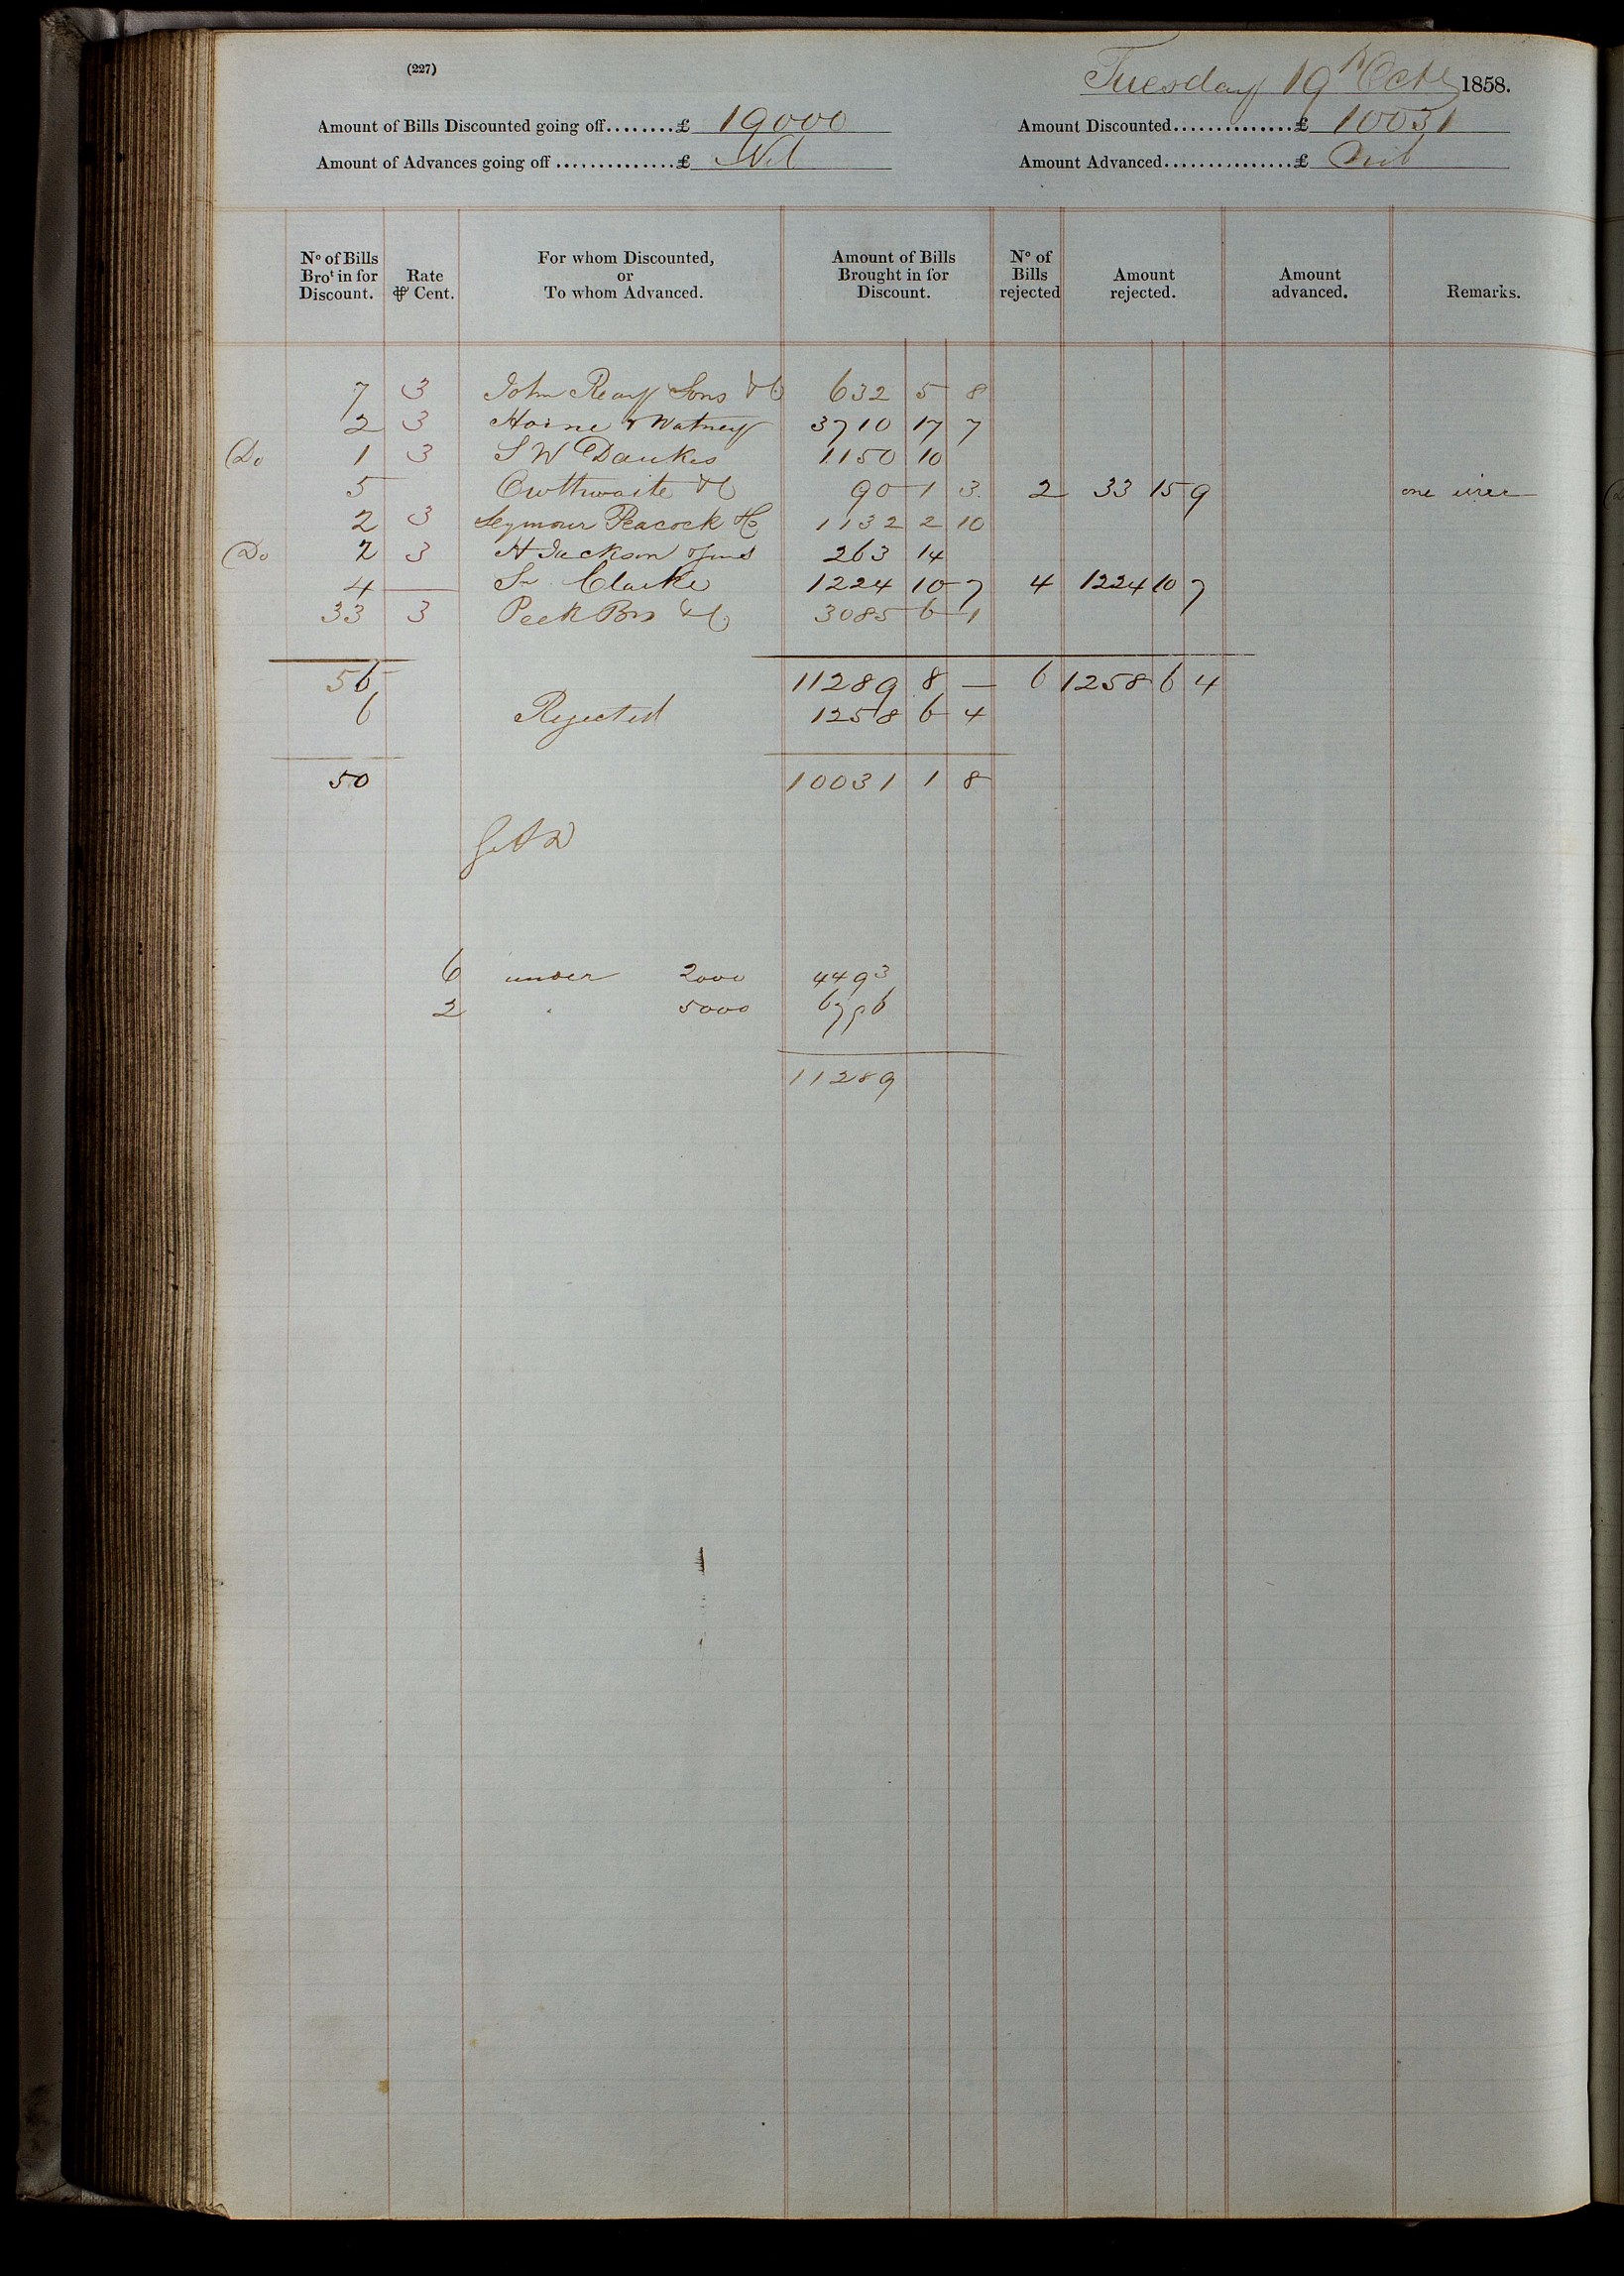 (227)
Tuesday 19th Octr 1858.
Amount of Bills Discounted going off........£ 19000 Amount Discounted..............£ 10031
Amount of Advances going off ..............£ Nil Amount Advanced...............£ Nil
No of Bills Brot in for Discount. Rate ⅌ Cent. For whom Discounted, or To whom Advanced. Amount of Bills Brought in for Discount. No of Bills rejected Amount rejected. Amount advanced. Remarks.
7 3 John Reay Sons & Co 632 5 8
2 3 Horne & Watney 3710 17 7
Do 1 3 S W Daukes 1150 10
5 Owthwaite & Co 90 1 3 2 33 15 9 one
2 3 Seymour Peacock & Co 1132 2 10
Do 2 3 H Jackson 263 14
4 — Clarke 1224 10 7 4 1224 10 7
33 3 Peek Bros & Co 3085 6 1
56 11289 8 — 6 1258 6 4
6 Rejected 1258 6 4
50 10031 1 8
6 under 2000 4493
2 " 5000 6796
11289